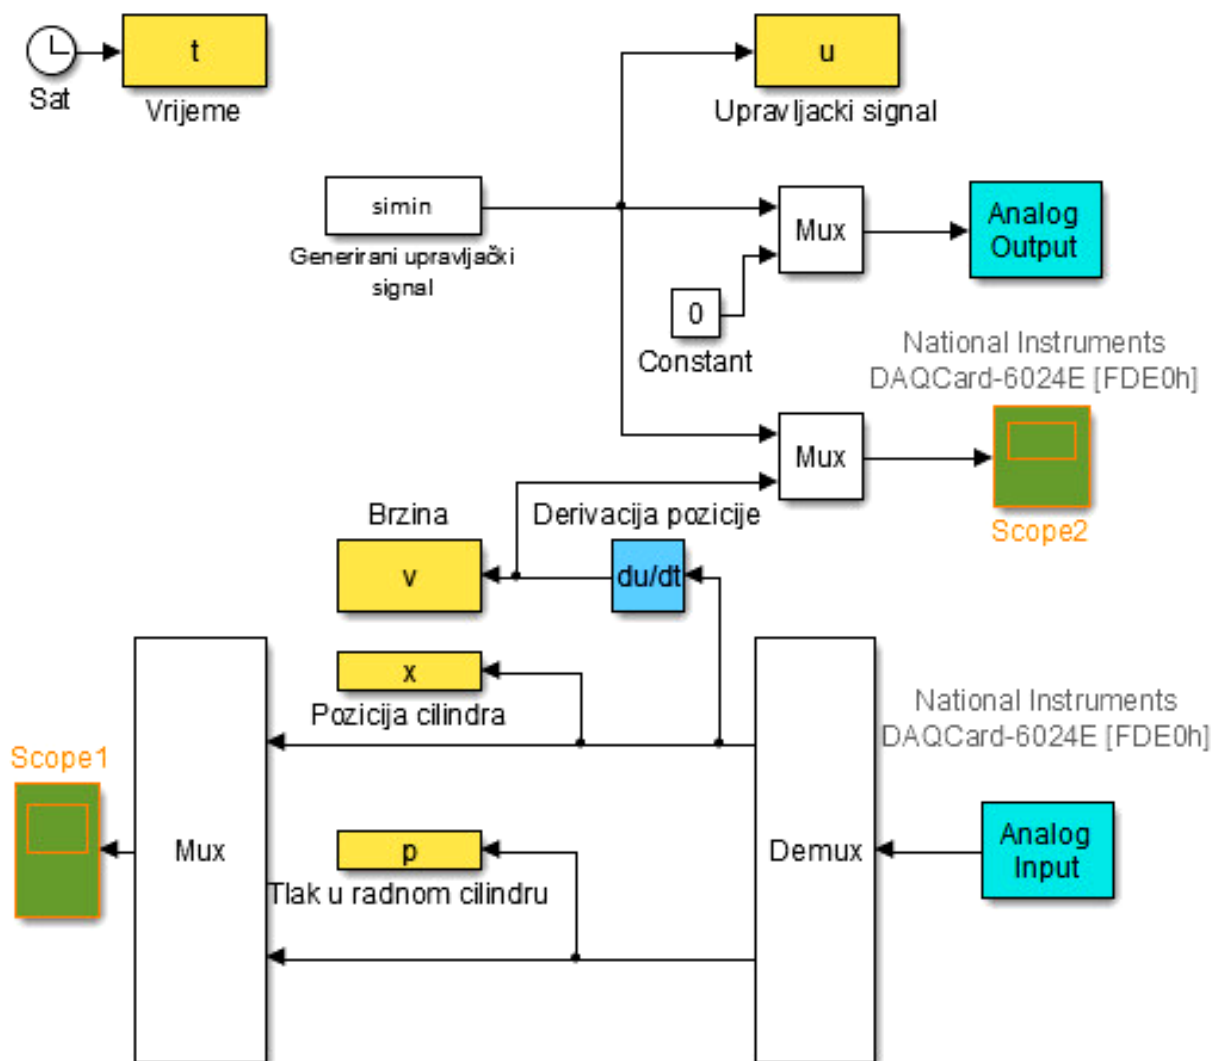 t
u
Sat
Vrijeme
Upravljacki signal
simin
Generirani upravljački
signal
Mux
Analog
Output
0
Constant
National Instruments
DAQCard-6024E [FDE0h]
Mux
Scope2
Brzina
Derivacija pozicije
v
du/dt
x
Pozicija cilindra
National Instruments
DAQCard-6024E [FDE0h]
Scope1
Mux
p
Tlak u radnom cilindru
Demux
Analog
Input